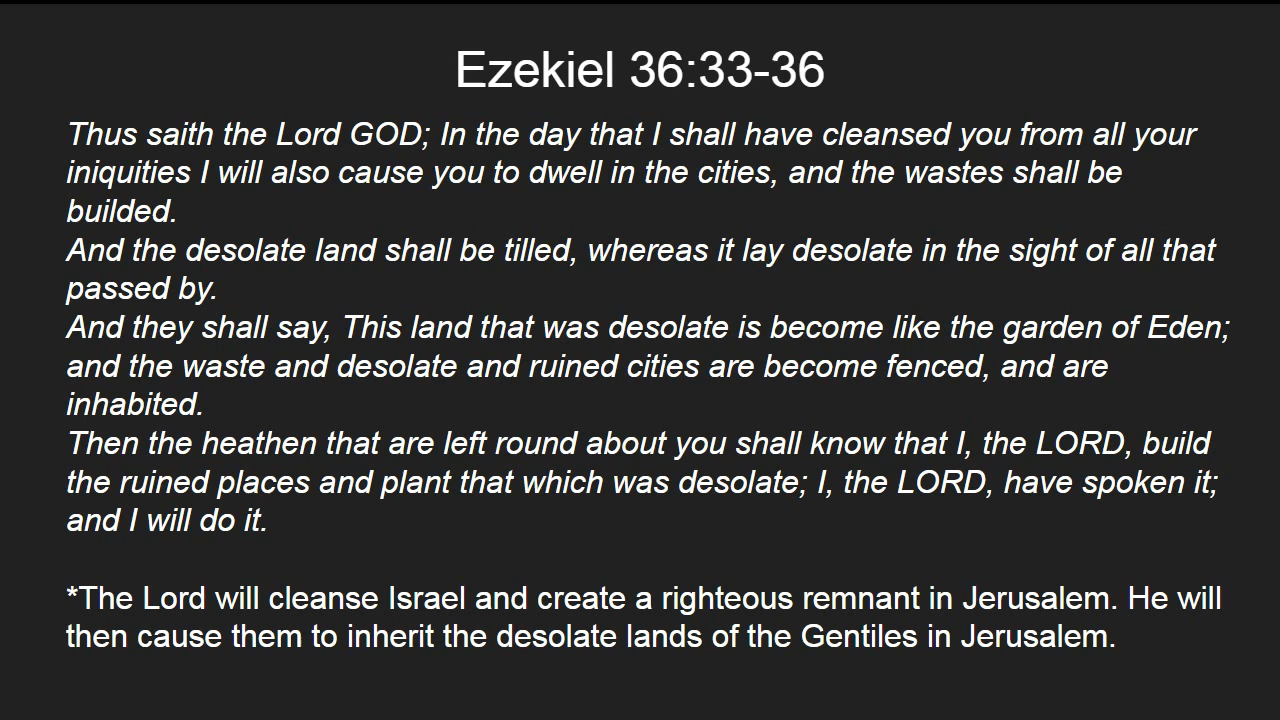 Ezekiel 36:33-36
Thus saith the Lord GOD; In the day that I shall have cleansed you from all your
iniquities I will also cause you to dwell in the cities, and the wastes shall be
builded.
And the desolate land shall be tilled, whereas it lay desolate in the sight of all that
passed by.
And they shall say, This land that was desolate is become like the garden of Eden;
and the waste and desolate and ruined cities are become fenced, and are
inhabited.
Then the heathen that are left round about you shall know that I, the LORD, build
the ruined places and plant that which was desolate; I, the LORD, have spoken it;
and I will do it.
*The Lord will cleanse Israel and create a righteous remnant in Jerusalem. He will
then cause them to inherit the desolate lands of the Gentiles in Jerusalem.